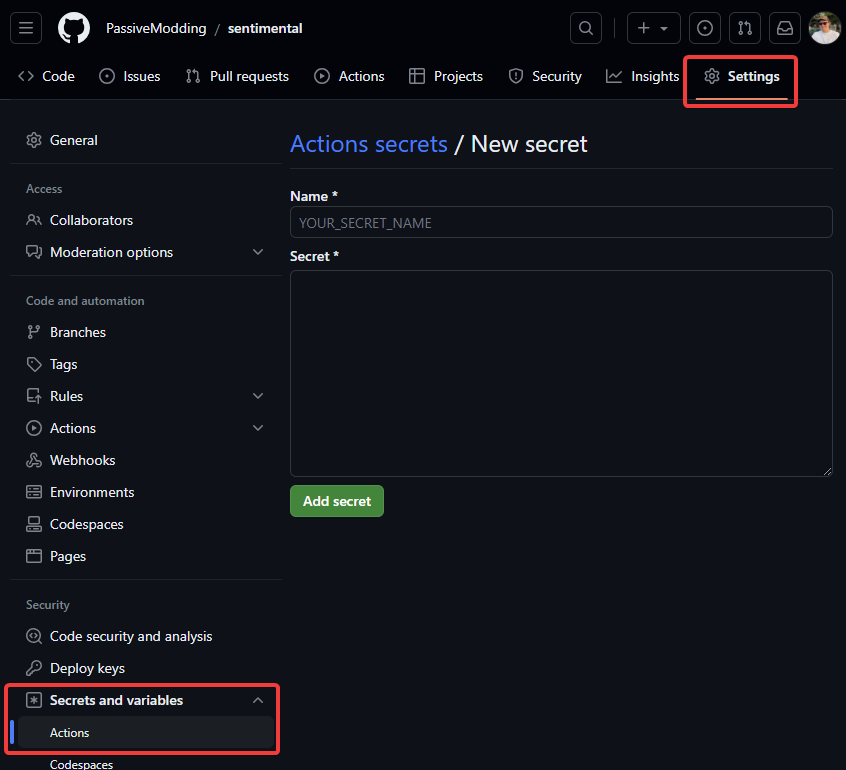 PassiveModding / sentimental
Code Issues Pull requests Actions Projects Security Insights Settings
General
Access
Collaborators
Moderation options
Code and automation
Branches
Tags
Rules
Actions
Webhooks
Environments
Codespaces
Pages
Security
Code security and analysis
Deploy keys
Secrets and variables
Actions
Codespaces
Actions secrets / New secret
Name *
YOUR_SECRET_NAME
Secret *
Add secret